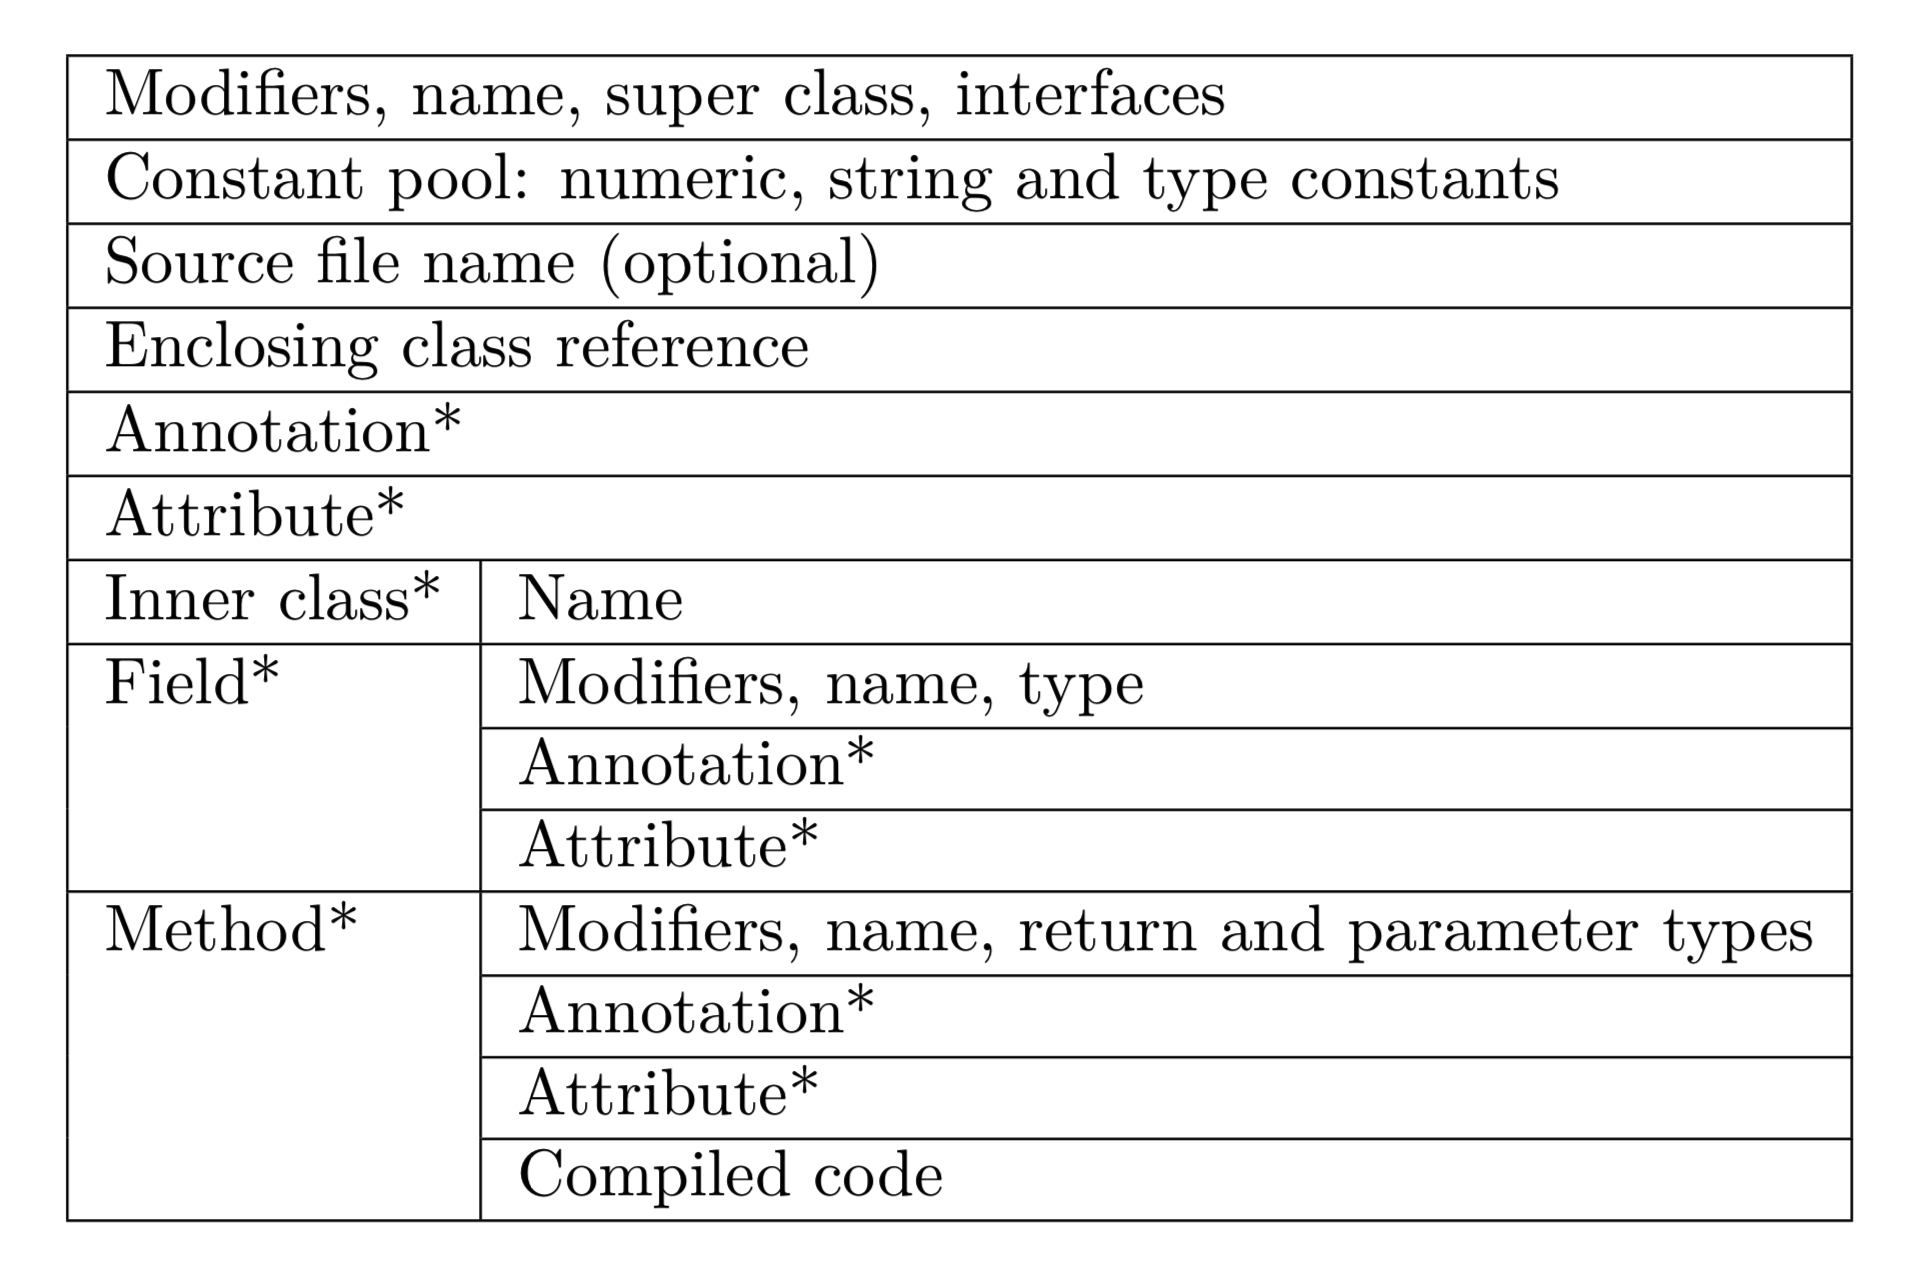 Modifiers, name, super class, interfaces
Constant pool: numeric, string and type constants
Source file name (optional)
Enclosing class reference
Annotation*
Attribute*
Inner class* Name
Field* Modifiers, name, type
Annotation*
Attribute*
Method* Modifiers, name, return and parameter types
Annotation*
Attribute*
Compiled code